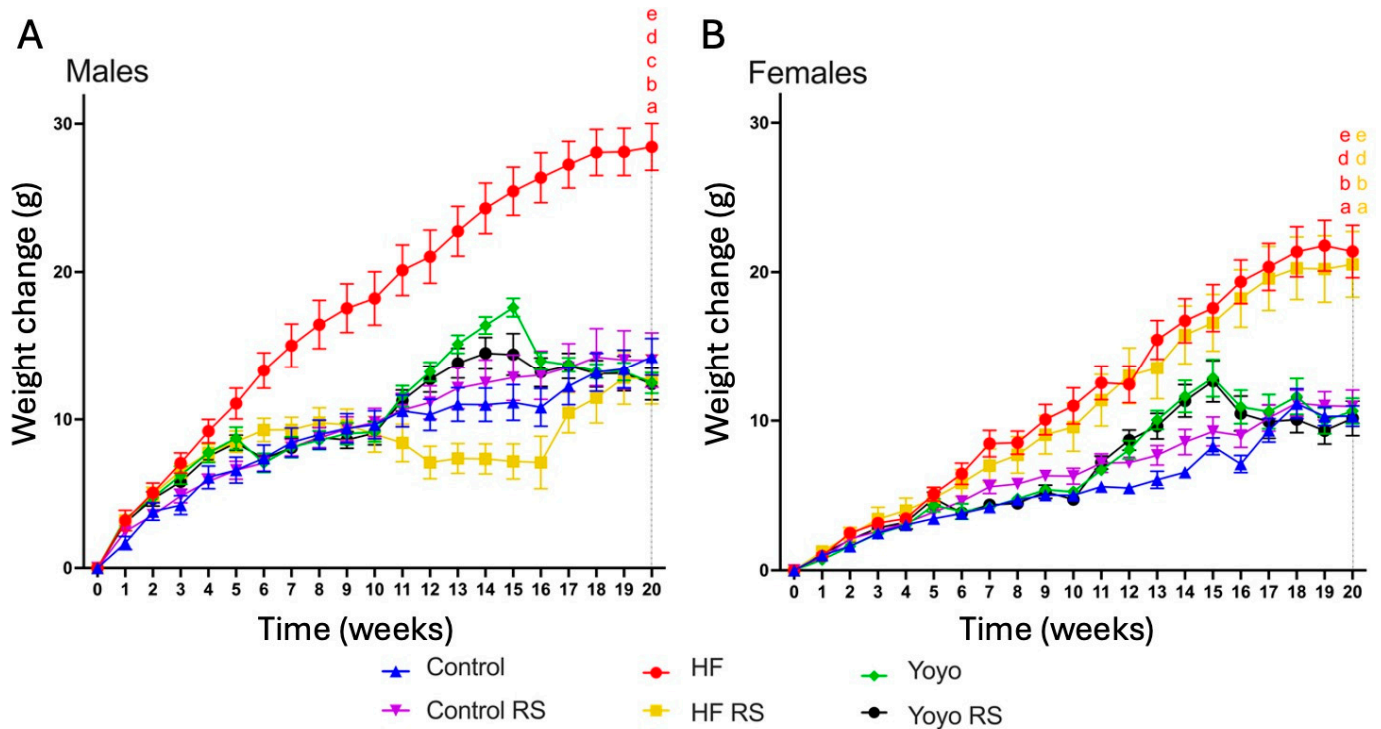 A
Males
e
d
c
b
a
30
20
10
0
Weight change (g)
0 1 2 3 4 5 6 7 8 9 10 11 12 13 14 15 16 17 18 19 20
Time (weeks)
B
Females
e e
d d
b b
a a
30
20
10
0
Weight change (g)
0 1 2 3 4 5 6 7 8 9 10 11 12 13 14 15 16 17 18 19 20
Time (weeks)
Control HF Yoyo
Control RS HF RS Yoyo RS